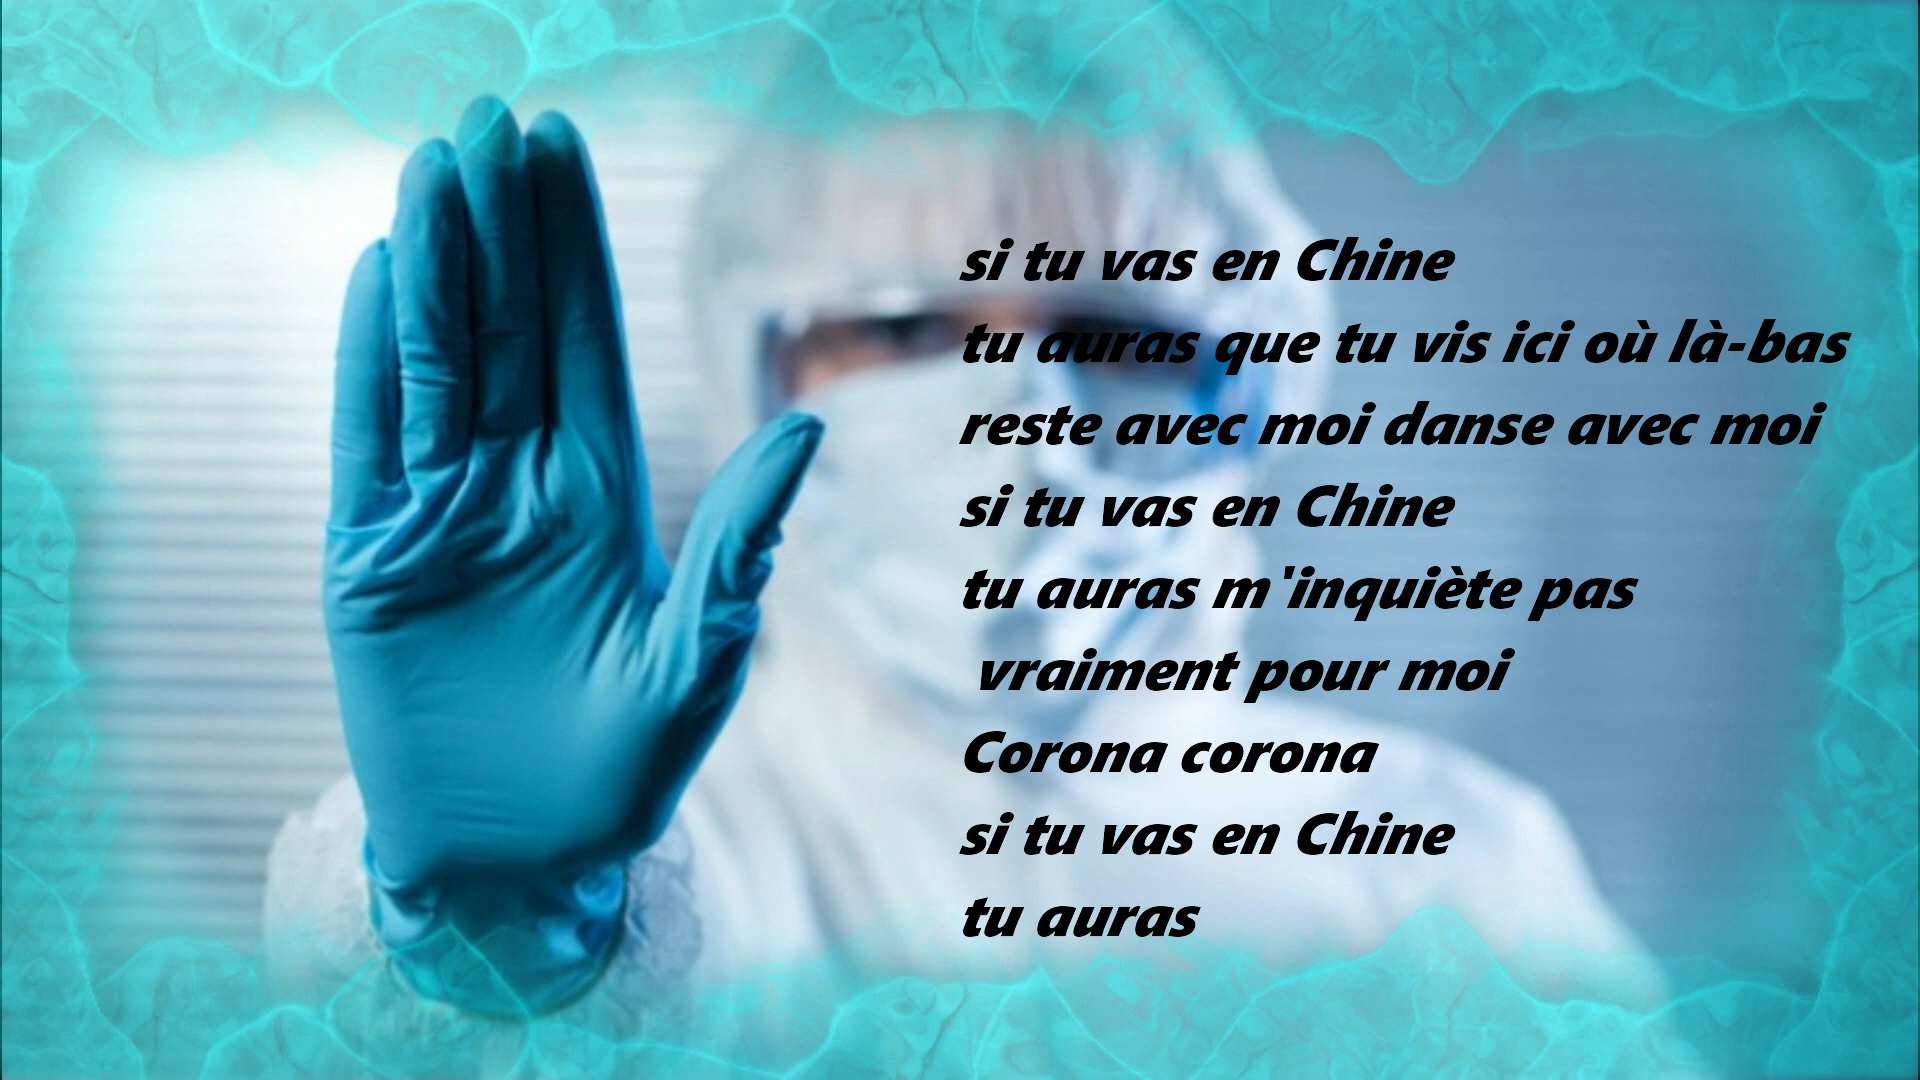 si tu vas en Chine
tu auras que tu vis ici où là-bas
reste avec moi danse avec moi
si tu vas en Chine
tu auras m'inquiète pas
vraiment pour moi
Corona corona
si tu vas en Chine
tu auras